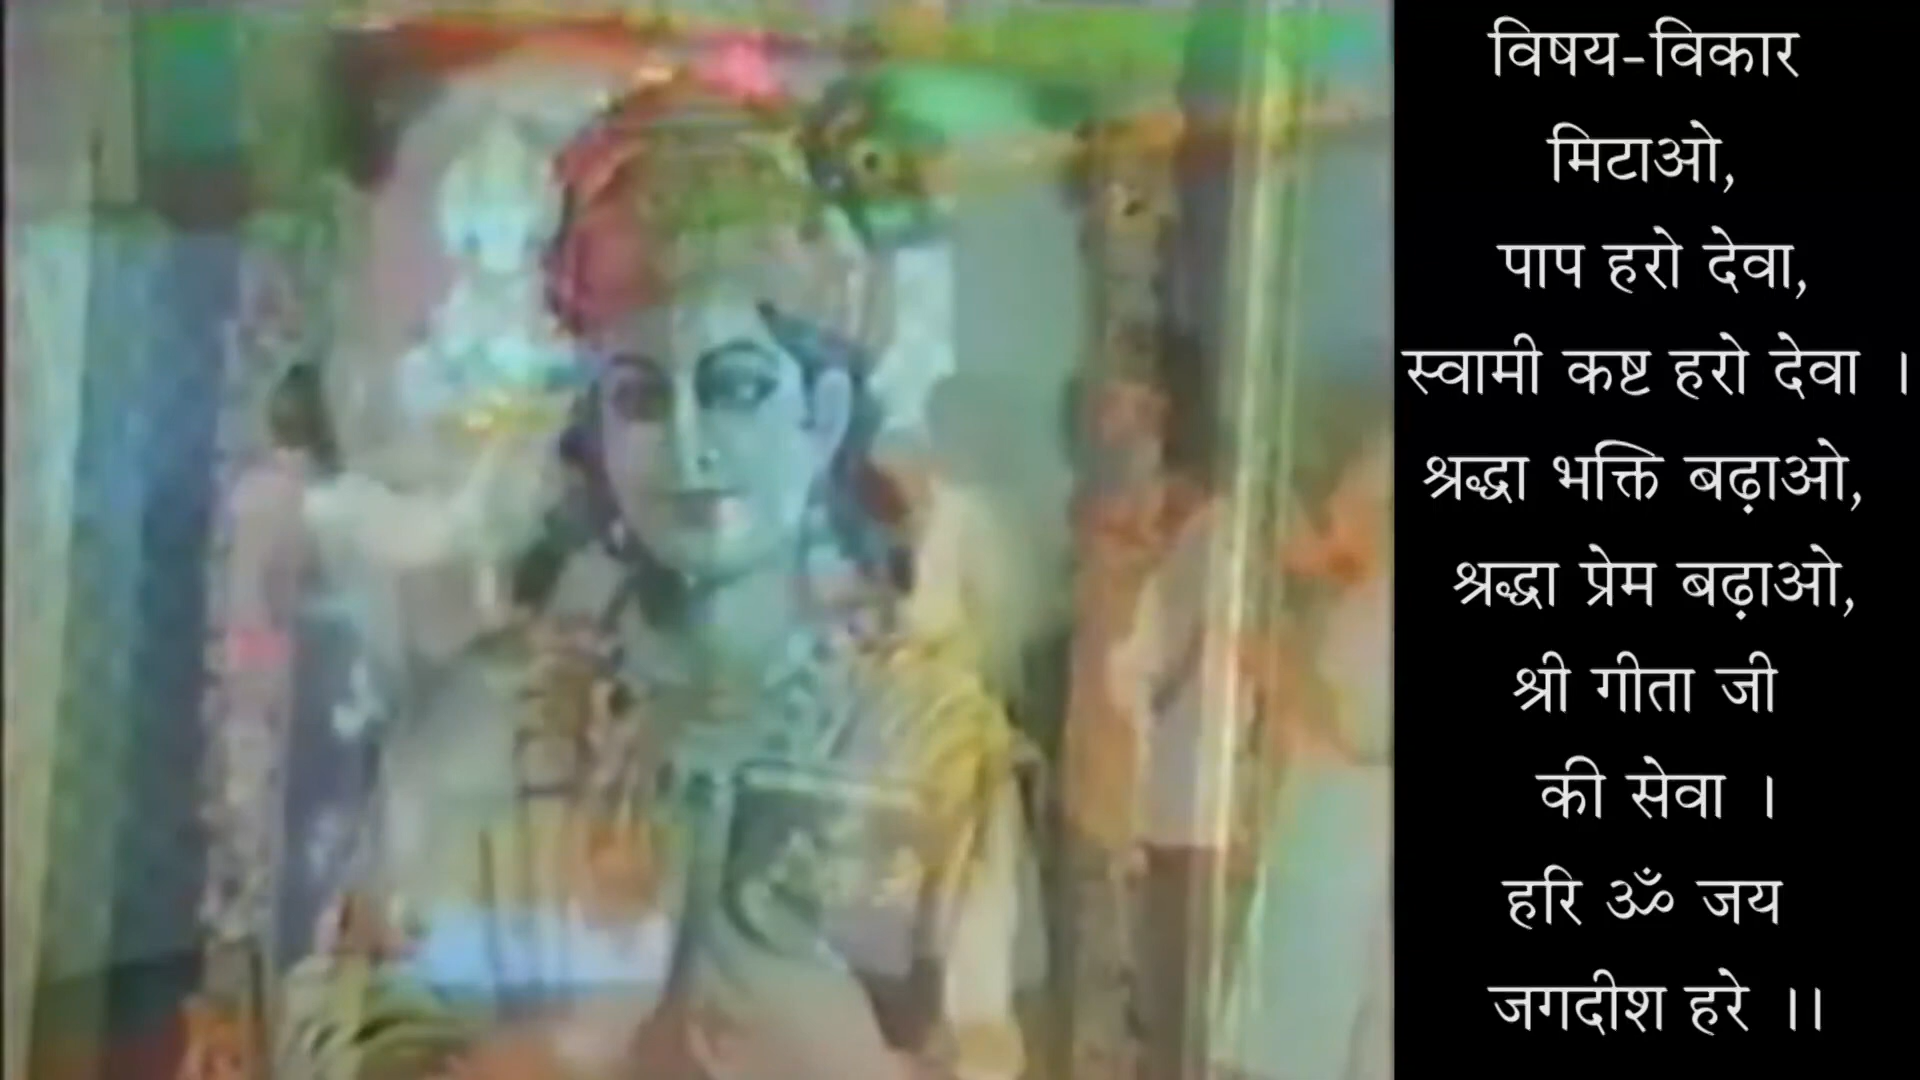 विषय-विकार
मिटाओ,
पाप हरो देवा,
स्वामी कष्ट हरो देवा ।
श्रद्धा भक्ति बढ़ाओ,
श्रद्धा प्रेम बढ़ाओ,
श्री गीता जी
की सेवा ।
हरि ॐ जय
जगदीश हरे ।।